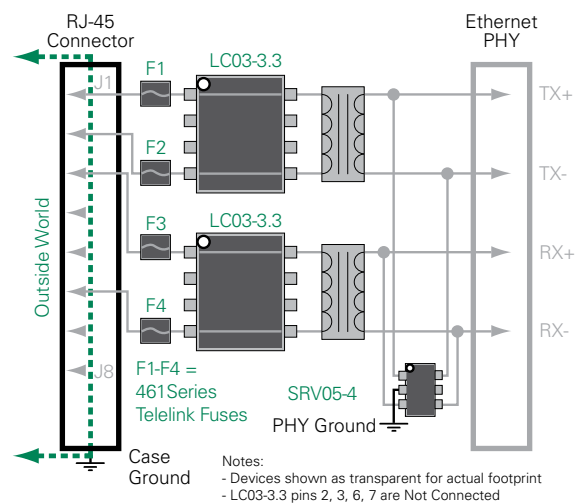 RJ-45
Connector
Ethernet
PHY
J1
F1
LC03-3.3
TX+
F2
TX-
Outside World
F3
LC03-3.3
RX+
F4
RX-
J8
F1-F4 =
461Series
Telelink Fuses
SRV05-4
PHY Ground
Case
Ground
Notes:
- Devices shown as transparent for actual footprint
- LC03-3.3 pins 2, 3, 6, 7 are Not Connected